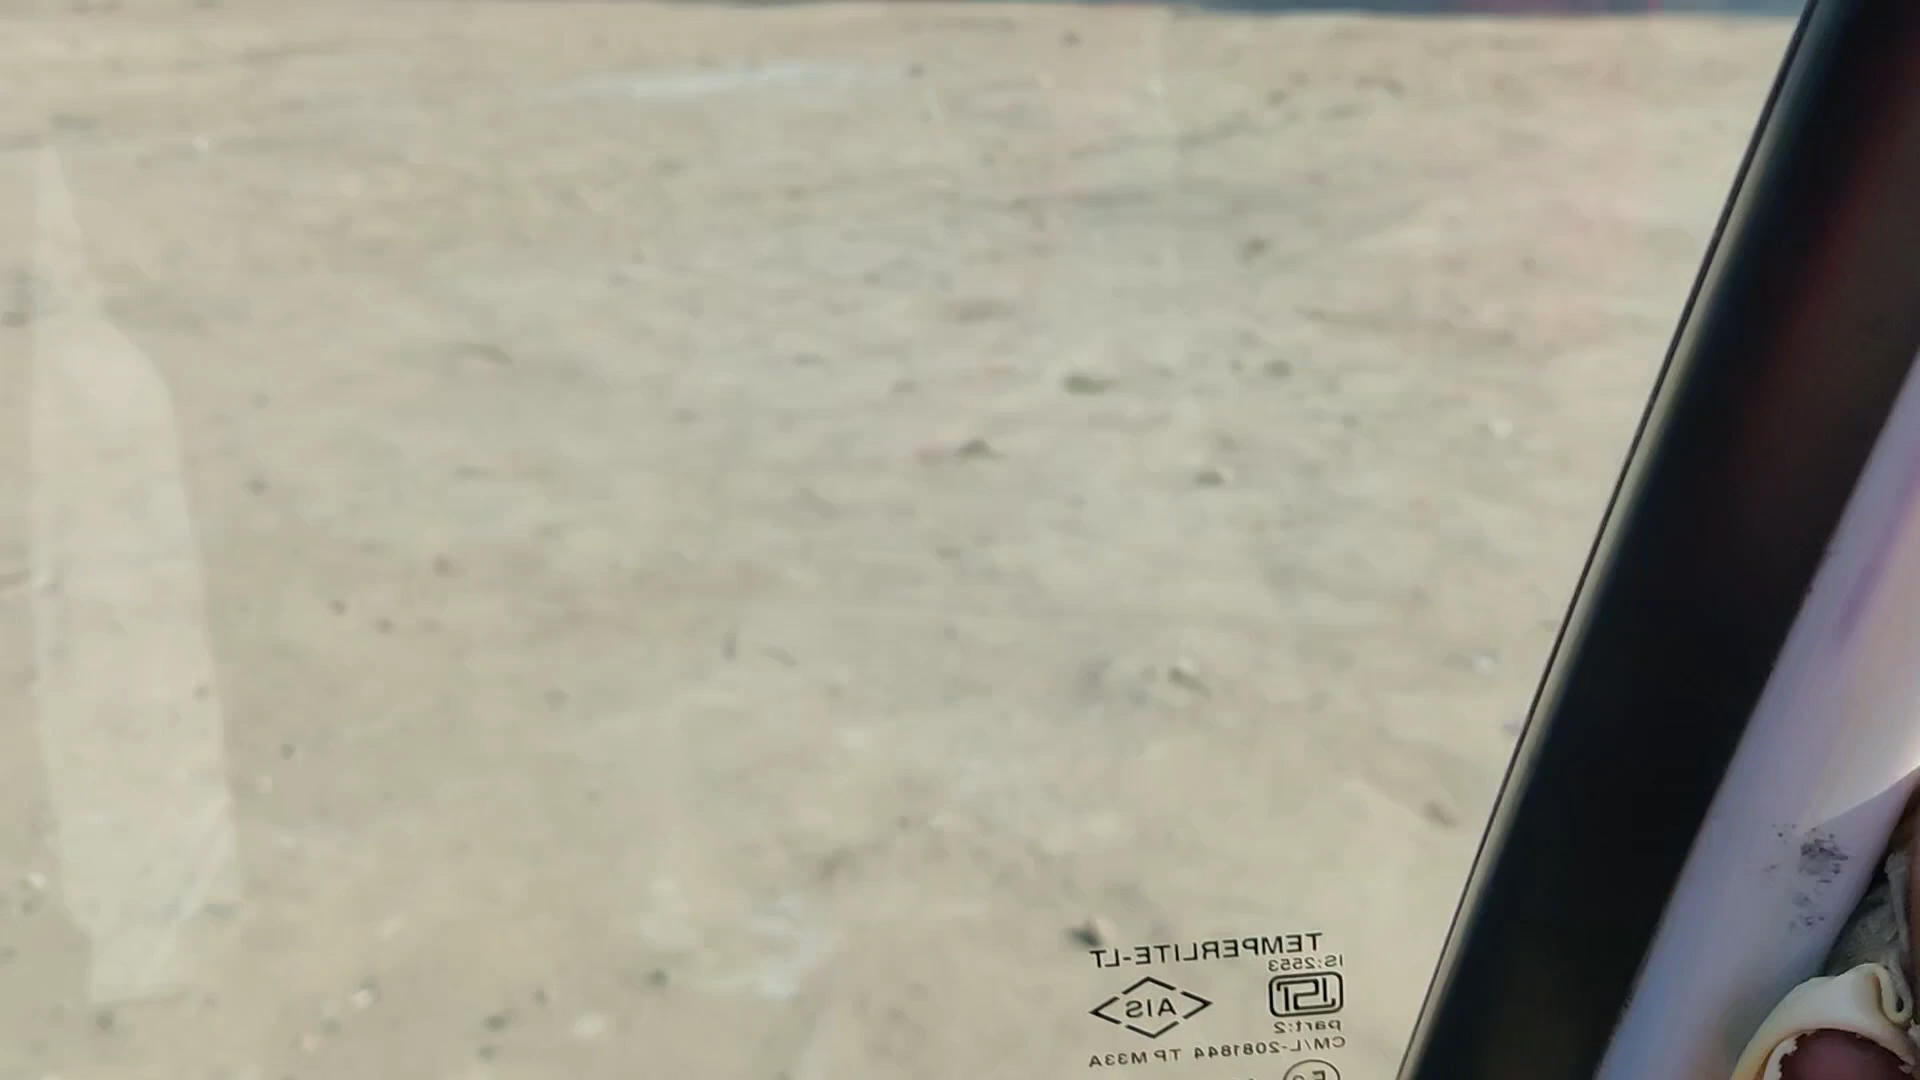 TEMPERLITE-LT
IS:2553
AIS
ISI
part:2
CM/L-2081844 TP M33A